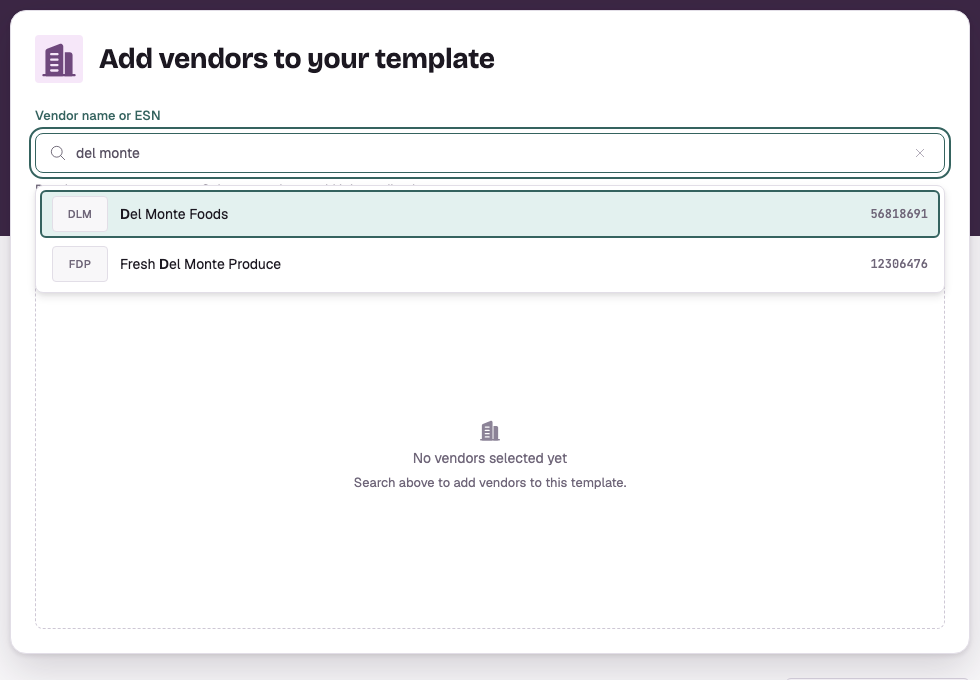 Add vendors to your template
Vendor name or ESN
del monte
DLM Del Monte Foods 56818691
FDP Fresh Del Monte Produce 12306476
No vendors selected yet
Search above to add vendors to this template.